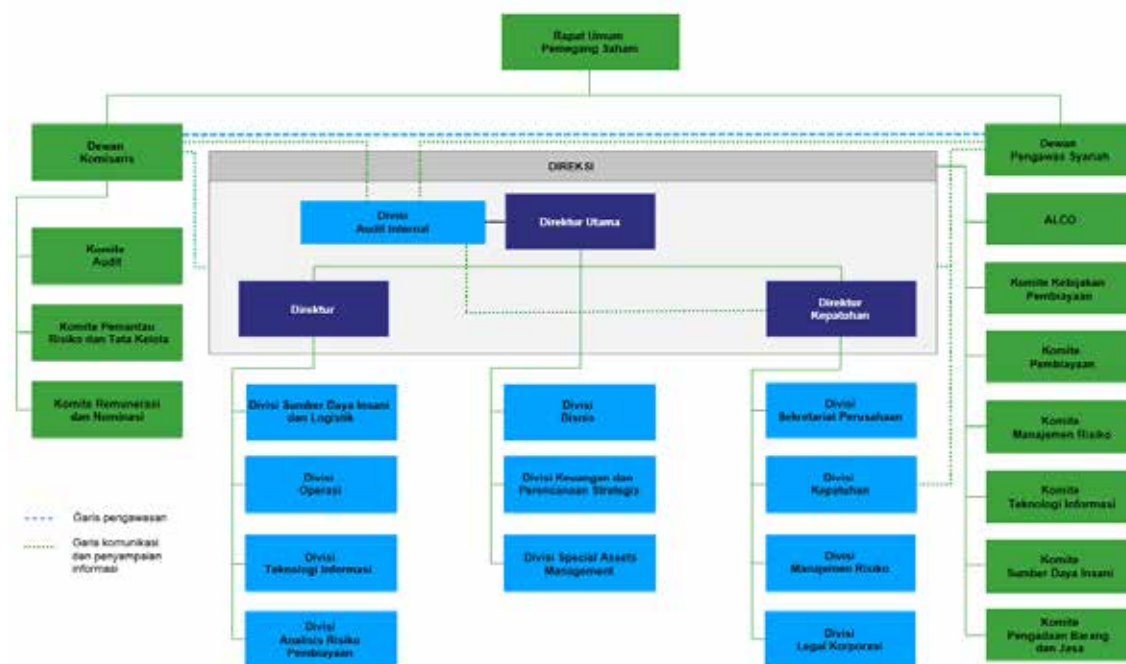 Rapat Umum
Pemegang Saham
Dewan
Komisaris
Dewan
Pengawas Syariah
DIREKSI
Divisi
Audit Internal
Direktur Utama
Direktur
Direktur
Kepatuhan
Komite
Audit
Komite Pemantau
Risiko dan Tata Kelola
Komite Remunerasi
dan Nominasi
Divisi Sumber Daya Insani
dan Logistik
Divisi
Operasi
Divisi
Teknologi Informasi
Divisi
Analisis Risiko
Pembiayaan
Divisi
Bisnis
Divisi Keuangan dan
Perencanaan Strategis
Divisi Special Assets
Management
Divisi
Sekretariat Perusahaan
Divisi
Kepatuhan
Divisi
Manajemen Risiko
Divisi
Legal Korporasi
ALCO
Komite Kebijakan
Pembiayaan
Komite
Pembiayaan
Komite
Manajemen Risiko
Komite
Teknologi Informasi
Komite
Sumber Daya Insani
Komite
Pengadaan Barang
dan Jasa
Garis pengawasan
Garis komunikasi
dan penyampaian
informasi